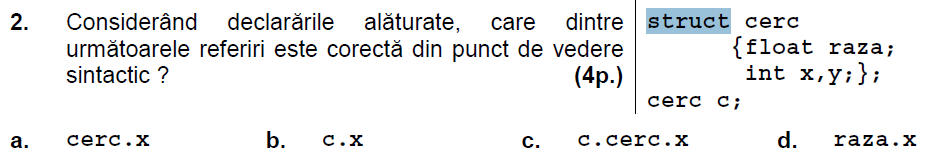 2. Considerând declarările alăturate, care dintre
următoarele referiri este corectă din punct de vedere
sintactic ? (4p.)
struct cerc
{float raza;
int x,y;};
cerc c;
a. cerc.x b. c.x c. c.cerc.x d. raza.x